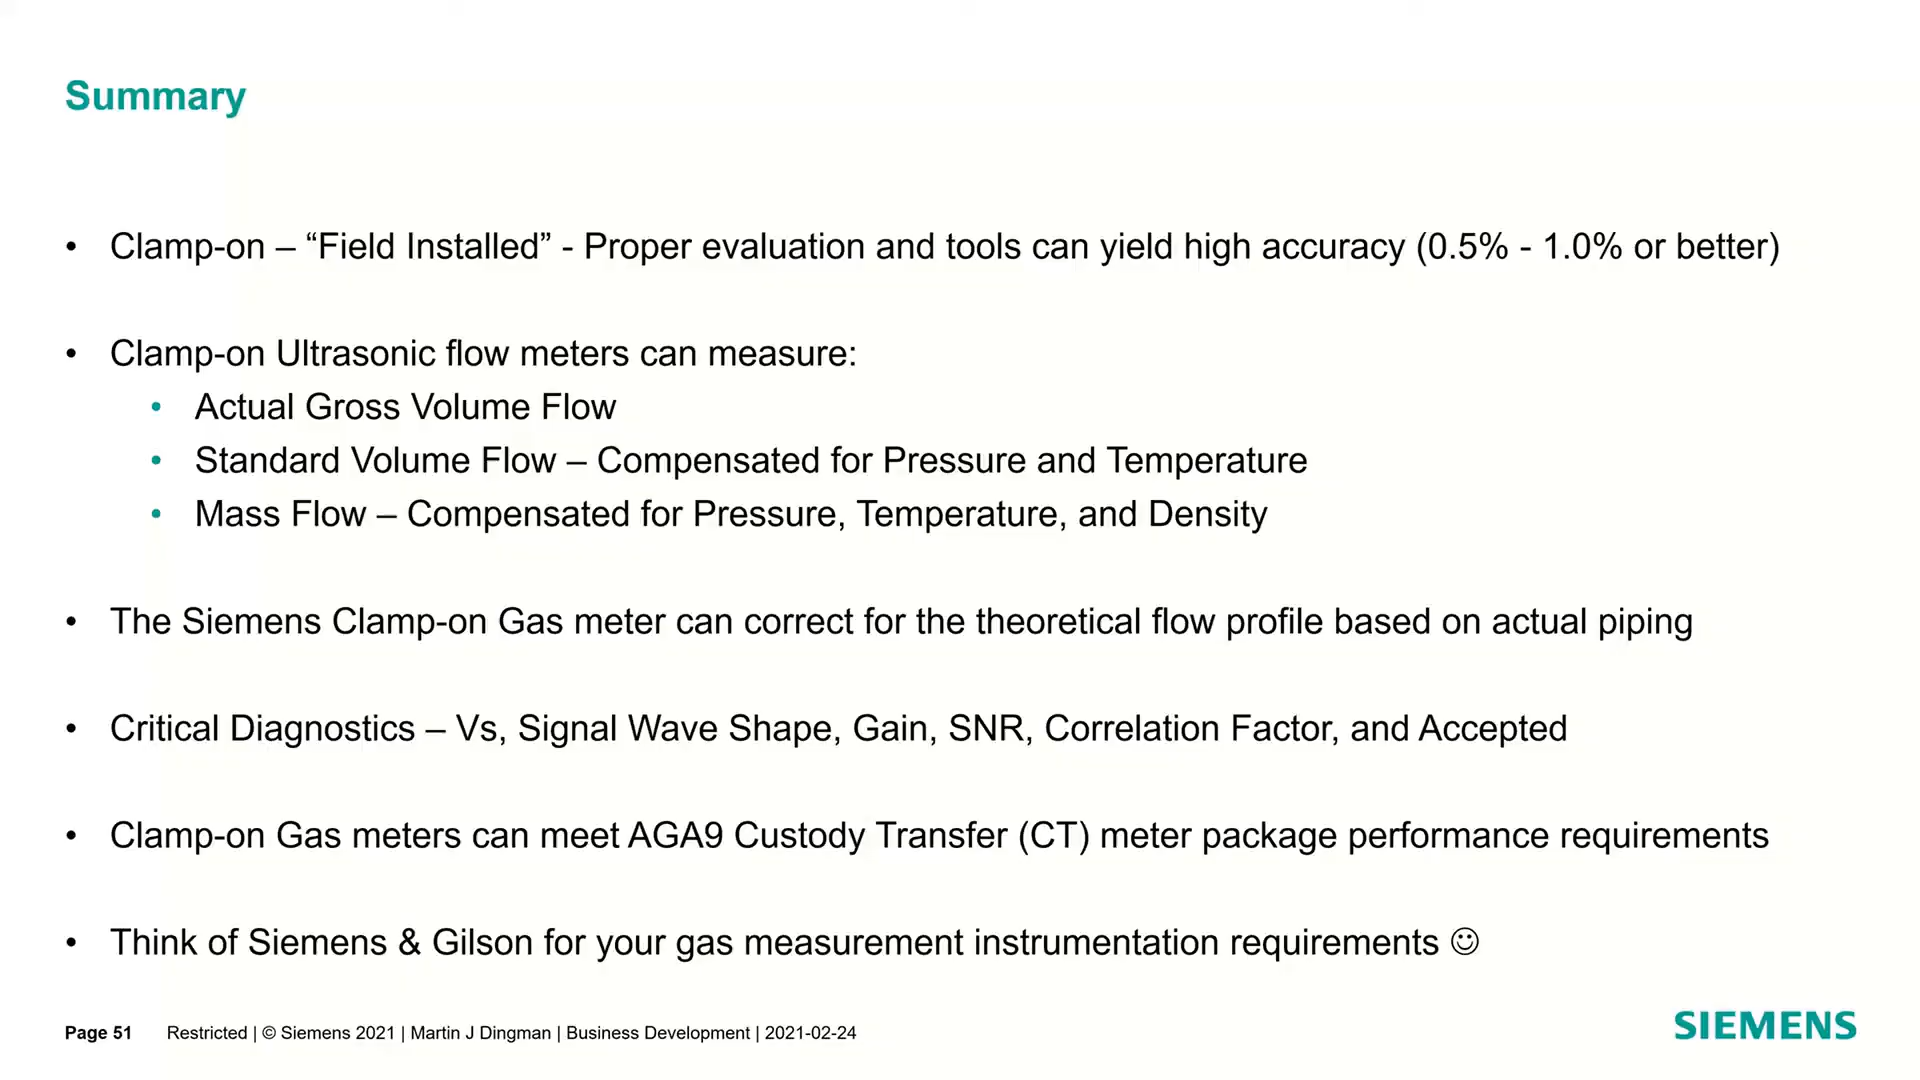 Summary
• Clamp-on – “Field Installed” - Proper evaluation and tools can yield high accuracy (0.5% - 1.0% or better)
• Clamp-on Ultrasonic flow meters can measure:
• Actual Gross Volume Flow
• Standard Volume Flow – Compensated for Pressure and Temperature
• Mass Flow – Compensated for Pressure, Temperature, and Density
• The Siemens Clamp-on Gas meter can correct for the theoretical flow profile based on actual piping
• Critical Diagnostics – Vs, Signal Wave Shape, Gain, SNR, Correlation Factor, and Accepted
• Clamp-on Gas meters can meet AGA9 Custody Transfer (CT) meter package performance requirements
• Think of Siemens & Gilson for your gas measurement instrumentation requirements ☺
Page 51 Restricted | © Siemens 2021 | Martin J Dingman | Business Development | 2021-02-24
SIEMENS